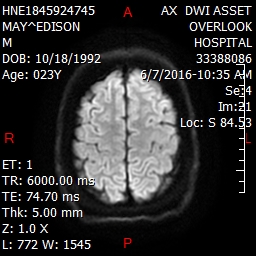 HNE1845924745
MAY^EDISON
M
DOB: 10/18/1992
Age: 023Y
A
AX DWI ASSET
OVERLOOK
HOSPITAL
33388086
6/7/2016-10:35 AM
Se:4
Im:21
Loc: S 84.53
R
L
ET: 1
TR: 6000.00 ms
TE: 74.70 ms
Thk: 5.00 mm
Z: 1.0 X
L: 772 W: 1545
P